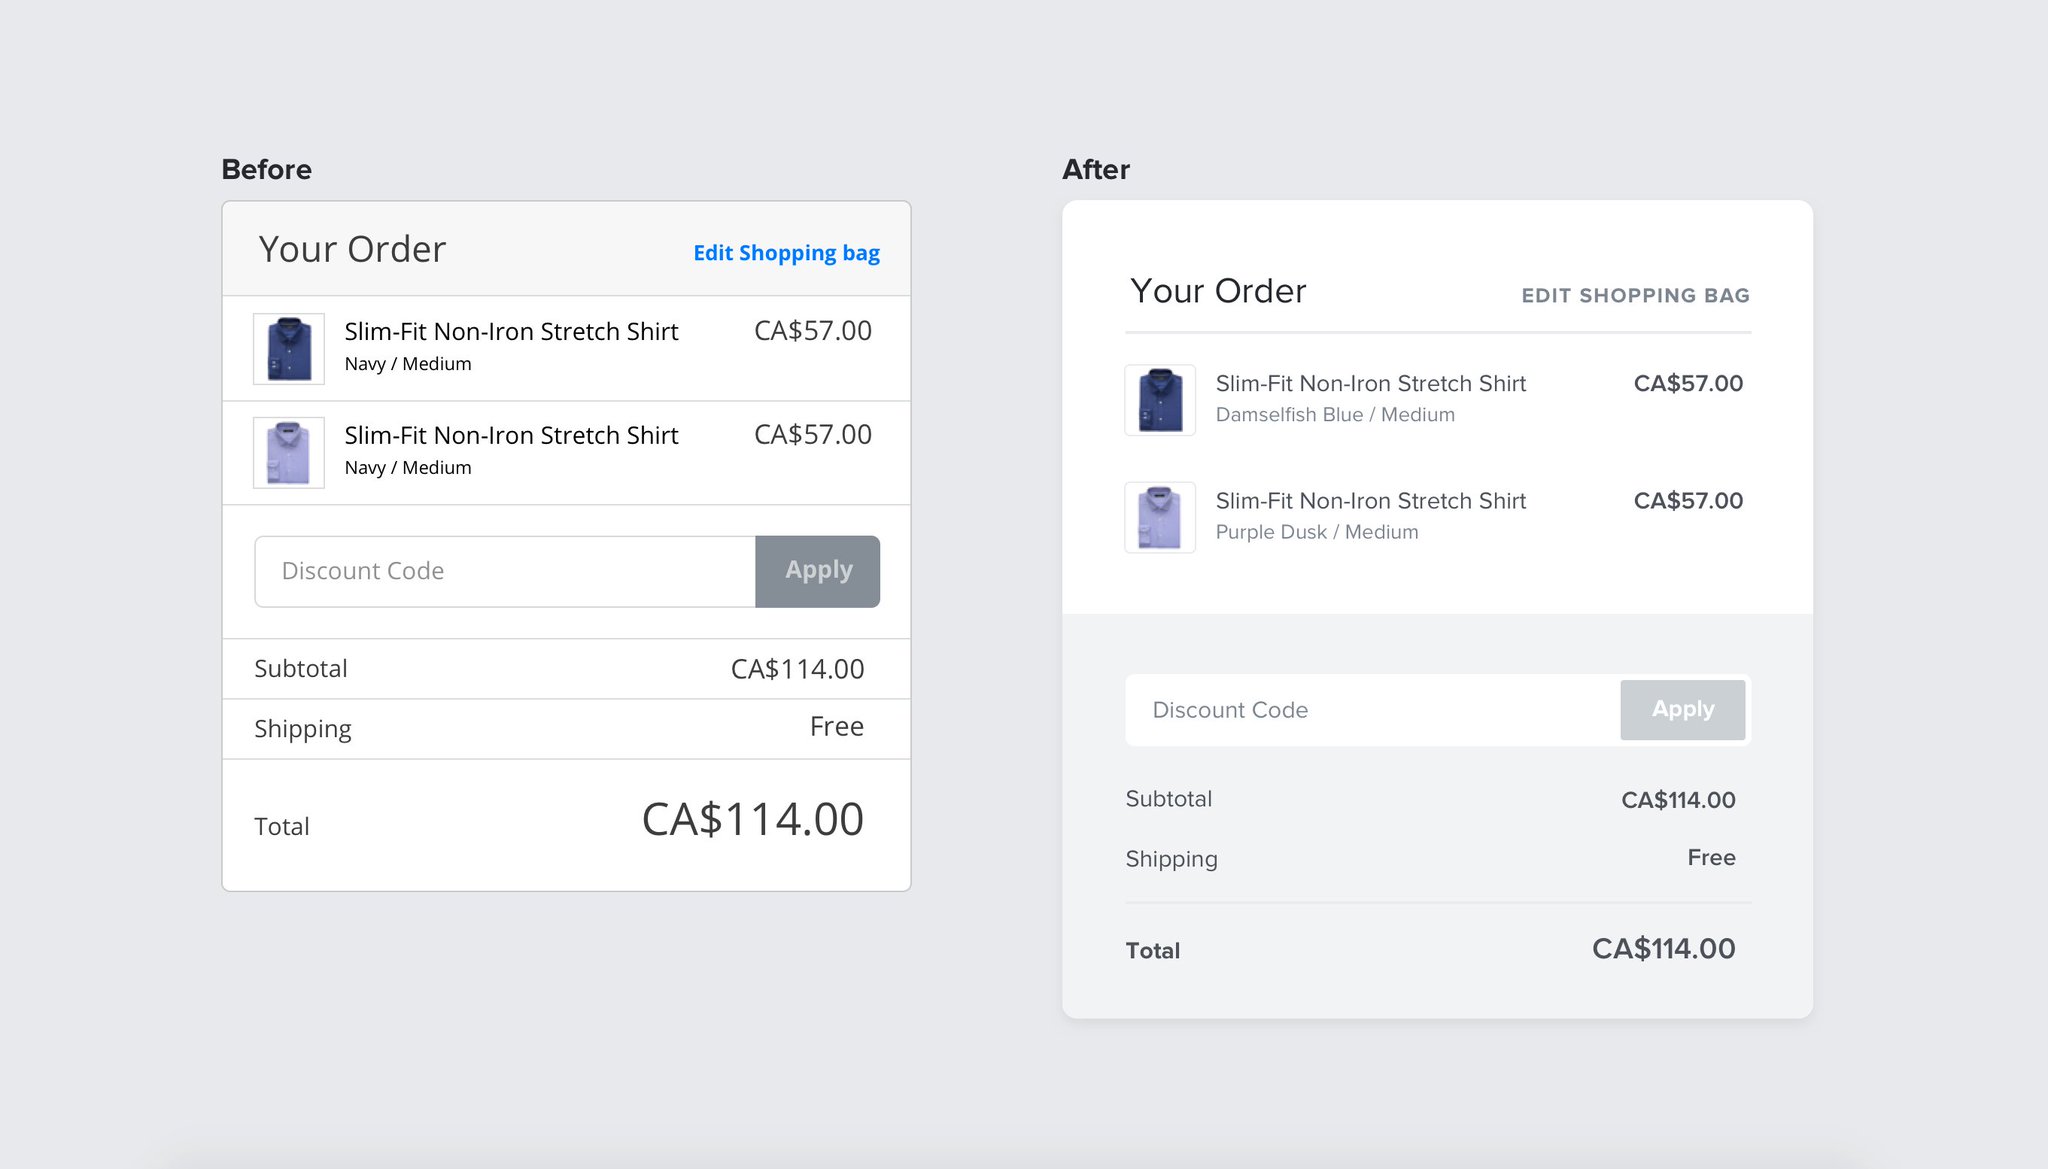 Before
Your Order
Edit Shopping bag
Slim-Fit Non-Iron Stretch Shirt
CA$57.00
Navy / Medium
Slim-Fit Non-Iron Stretch Shirt
CA$57.00
Navy / Medium
Discount Code
Apply
Subtotal
CA$114.00
Shipping
Free
Total
CA$114.00
After
Your Order
EDIT SHOPPING BAG
Slim-Fit Non-Iron Stretch Shirt
CA$57.00
Damselfish Blue / Medium
Slim-Fit Non-Iron Stretch Shirt
CA$57.00
Purple Dusk / Medium
Discount Code
Apply
Subtotal
CA$114.00
Shipping
Free
Total
CA$114.00